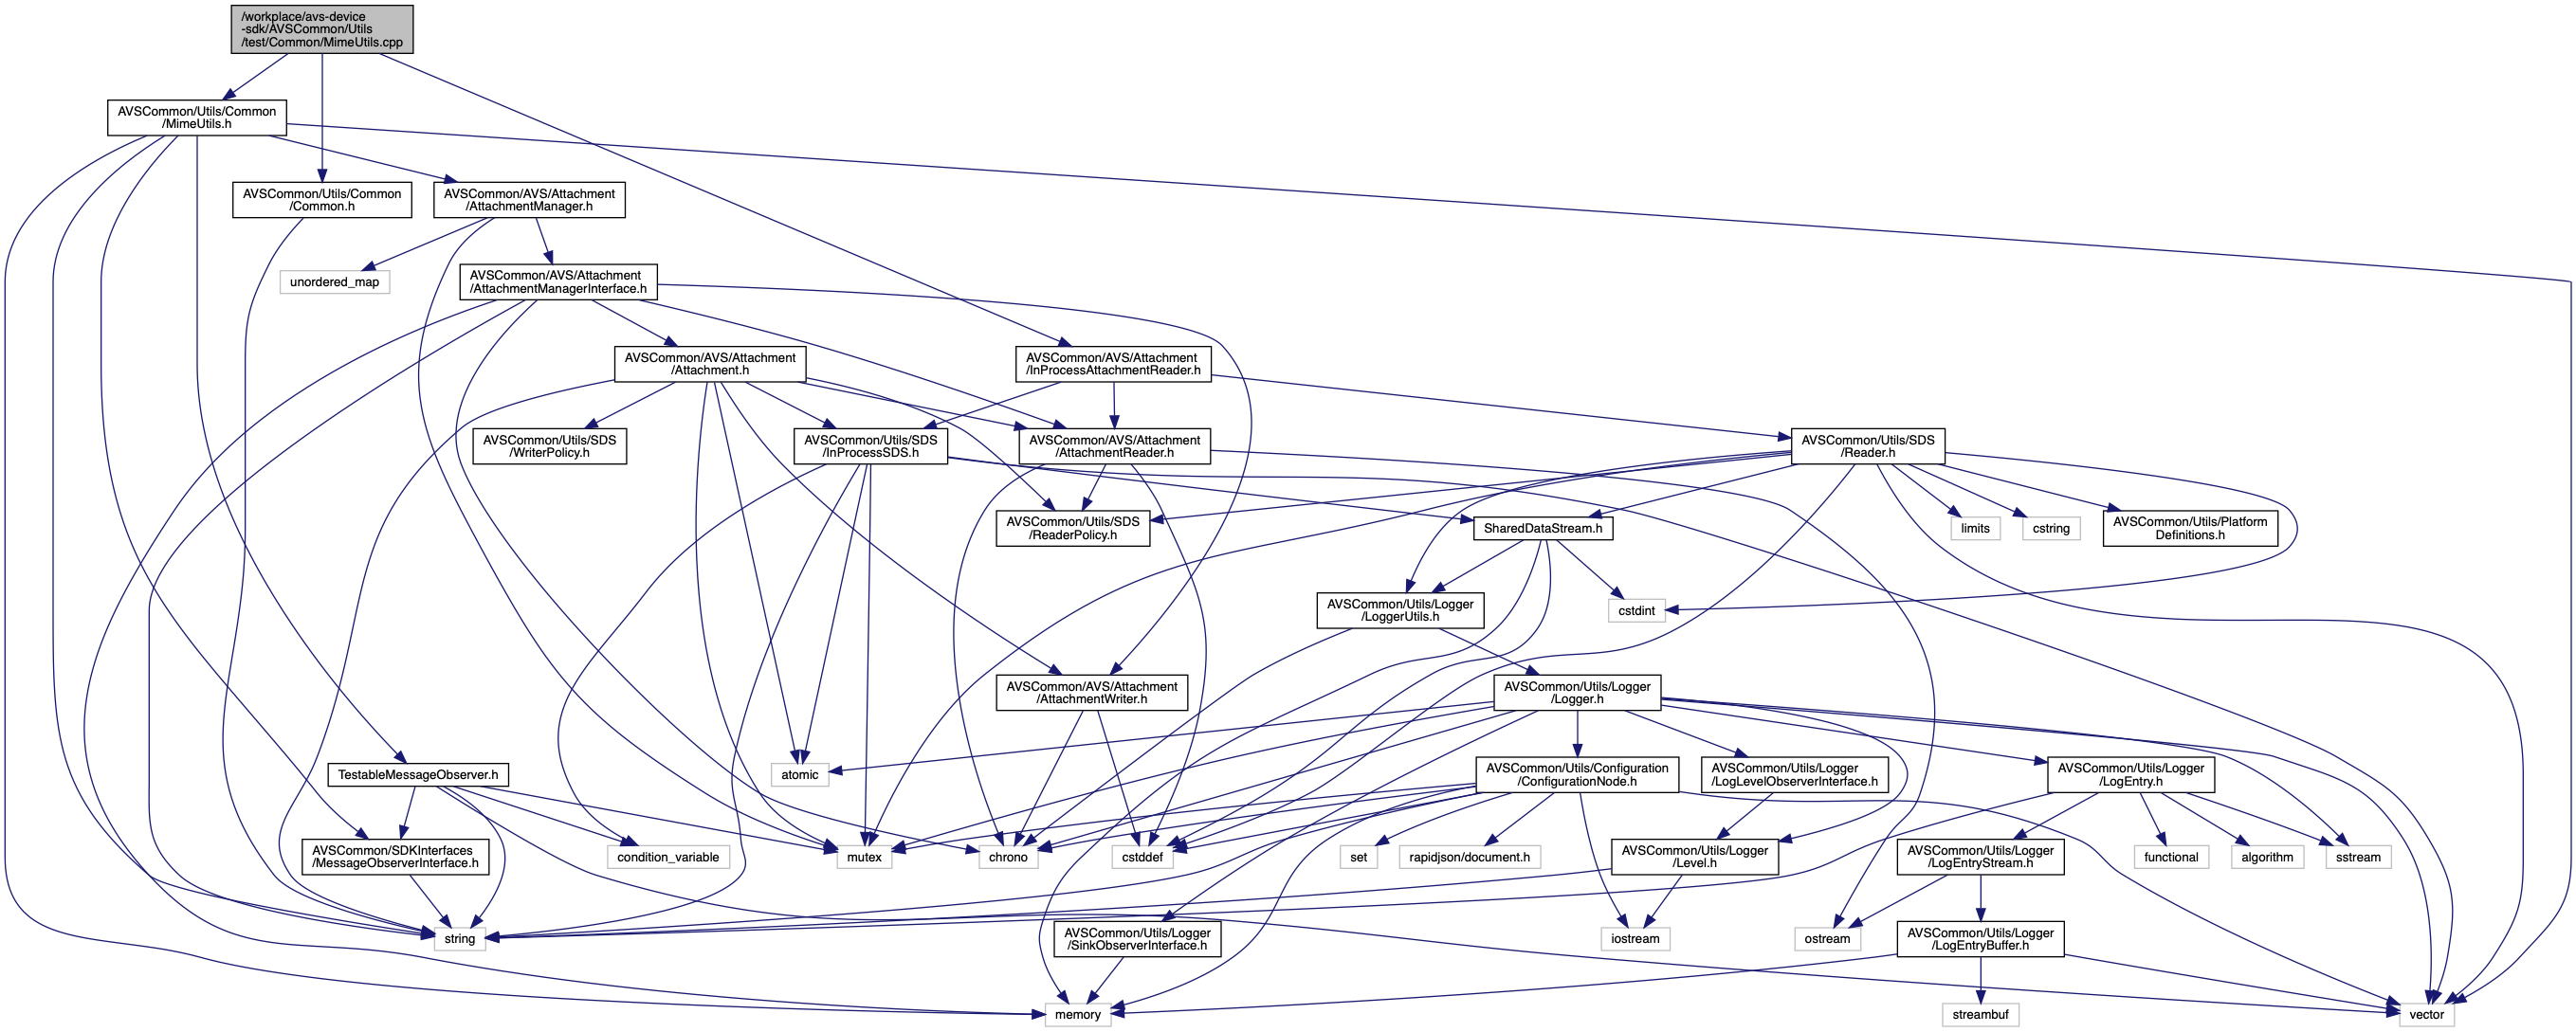 /workplace/avs-device
-sdk/AVSCommon/Utils
/test/Common/MimeUtils.cpp
AVSCommon/Utils/Common
/MimeUtils.h
AVSCommon/Utils/Common
/Common.h
AVSCommon/AVS/Attachment
/AttachmentManager.h
unordered_map
AVSCommon/AVS/Attachment
/AttachmentManagerInterface.h
AVSCommon/AVS/Attachment
/Attachment.h
AVSCommon/AVS/Attachment
/InProcessAttachmentReader.h
AVSCommon/Utils/SDS
/WriterPolicy.h
AVSCommon/Utils/SDS
/InProcessSDS.h
AVSCommon/AVS/Attachment
/AttachmentReader.h
AVSCommon/Utils/SDS
/Reader.h
AVSCommon/Utils/SDS
/ReaderPolicy.h
SharedDataStream.h
limits
cstring
AVSCommon/Utils/Platform
Definitions.h
AVSCommon/Utils/Logger
/LoggerUtils.h
cstdint
AVSCommon/AVS/Attachment
/AttachmentWriter.h
AVSCommon/Utils/Logger
/Logger.h
TestableMessageObserver.h
atomic
AVSCommon/Utils/Configuration
/ConfigurationNode.h
AVSCommon/Utils/Logger
/LogLevelObserverInterface.h
AVSCommon/Utils/Logger
/LogEntry.h
AVSCommon/SDKInterfaces
/MessageObserverInterface.h
condition_variable
mutex
chrono
cstddef
set
rapidjson/document.h
AVSCommon/Utils/Logger
/Level.h
AVSCommon/Utils/Logger
/LogEntryStream.h
functional
algorithm
sstream
string
AVSCommon/Utils/Logger
/SinkObserverInterface.h
iostream
ostream
AVSCommon/Utils/Logger
/LogEntryBuffer.h
memory
streambuf
vector